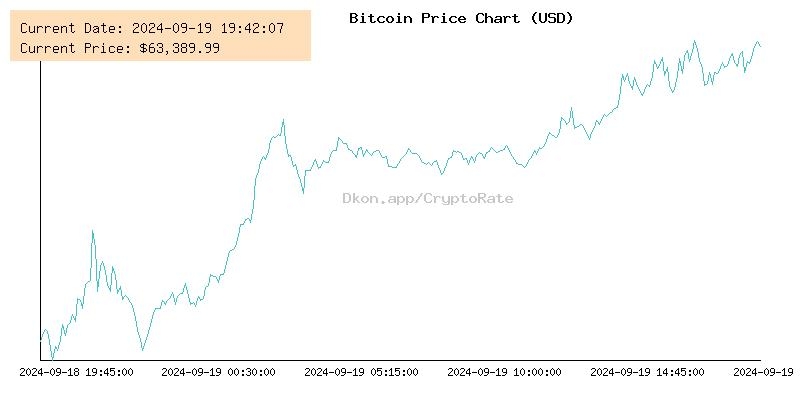 Bitcoin Price Chart (USD)
Current Date: 2024-09-19 19:42:07
Current Price: $63,389.99
Dkon.app/CryptoRate
2024-09-18 19:45:00 2024-09-19 00:30:00 2024-09-19 05:15:00 2024-09-19 10:00:00 2024-09-19 14:45:00 2024-09-19